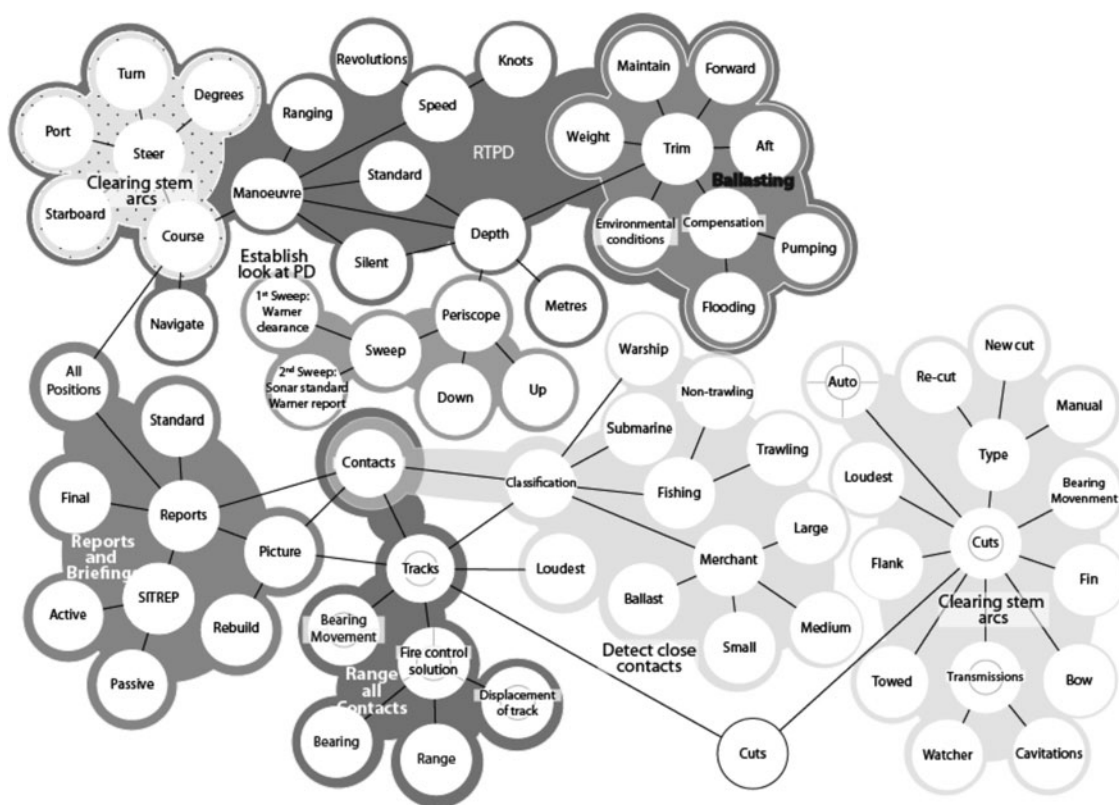 Turn
Degrees
Port
Steer
Clearing stem
arcs
Starboard
Course
Navigate
Revolutions
Knots
Ranging
Speed
RTPD
Standard
Manoeuvre
Silent
Depth
Metres
Maintain
Forward
Weight
Trim
Aft
Ballasting
Environmental
conditions
Compensation
Pumping
Flooding
Establish
look at PD
1st Sweep:
Warner
clearance
Periscope
Sweep
2nd Sweep:
Sonar standard
Warner report
Down
Up
All
Positions
Standard
Final
Reports
Reports
and
Briefings
Picture
SITREP
Active
Rebuild
Passive
Contacts
Tracks
Loudest
Bearing
Movement
Fire control
solution
Range
all
Contacts
Displacement
of track
Bearing
Range
Warship
Non-trawling
Submarine
Trawling
Classification
Fishing
Large
Merchant
Ballast
Medium
Small
Detect close
contacts
Cuts
Auto
Re-cut
New cut
Manual
Type
Loudest
Bearing
Movenment
Cuts
Flank
Fin
Clearing stem
arcs
Towed
Transmissions
Bow
Watcher
Cavitations